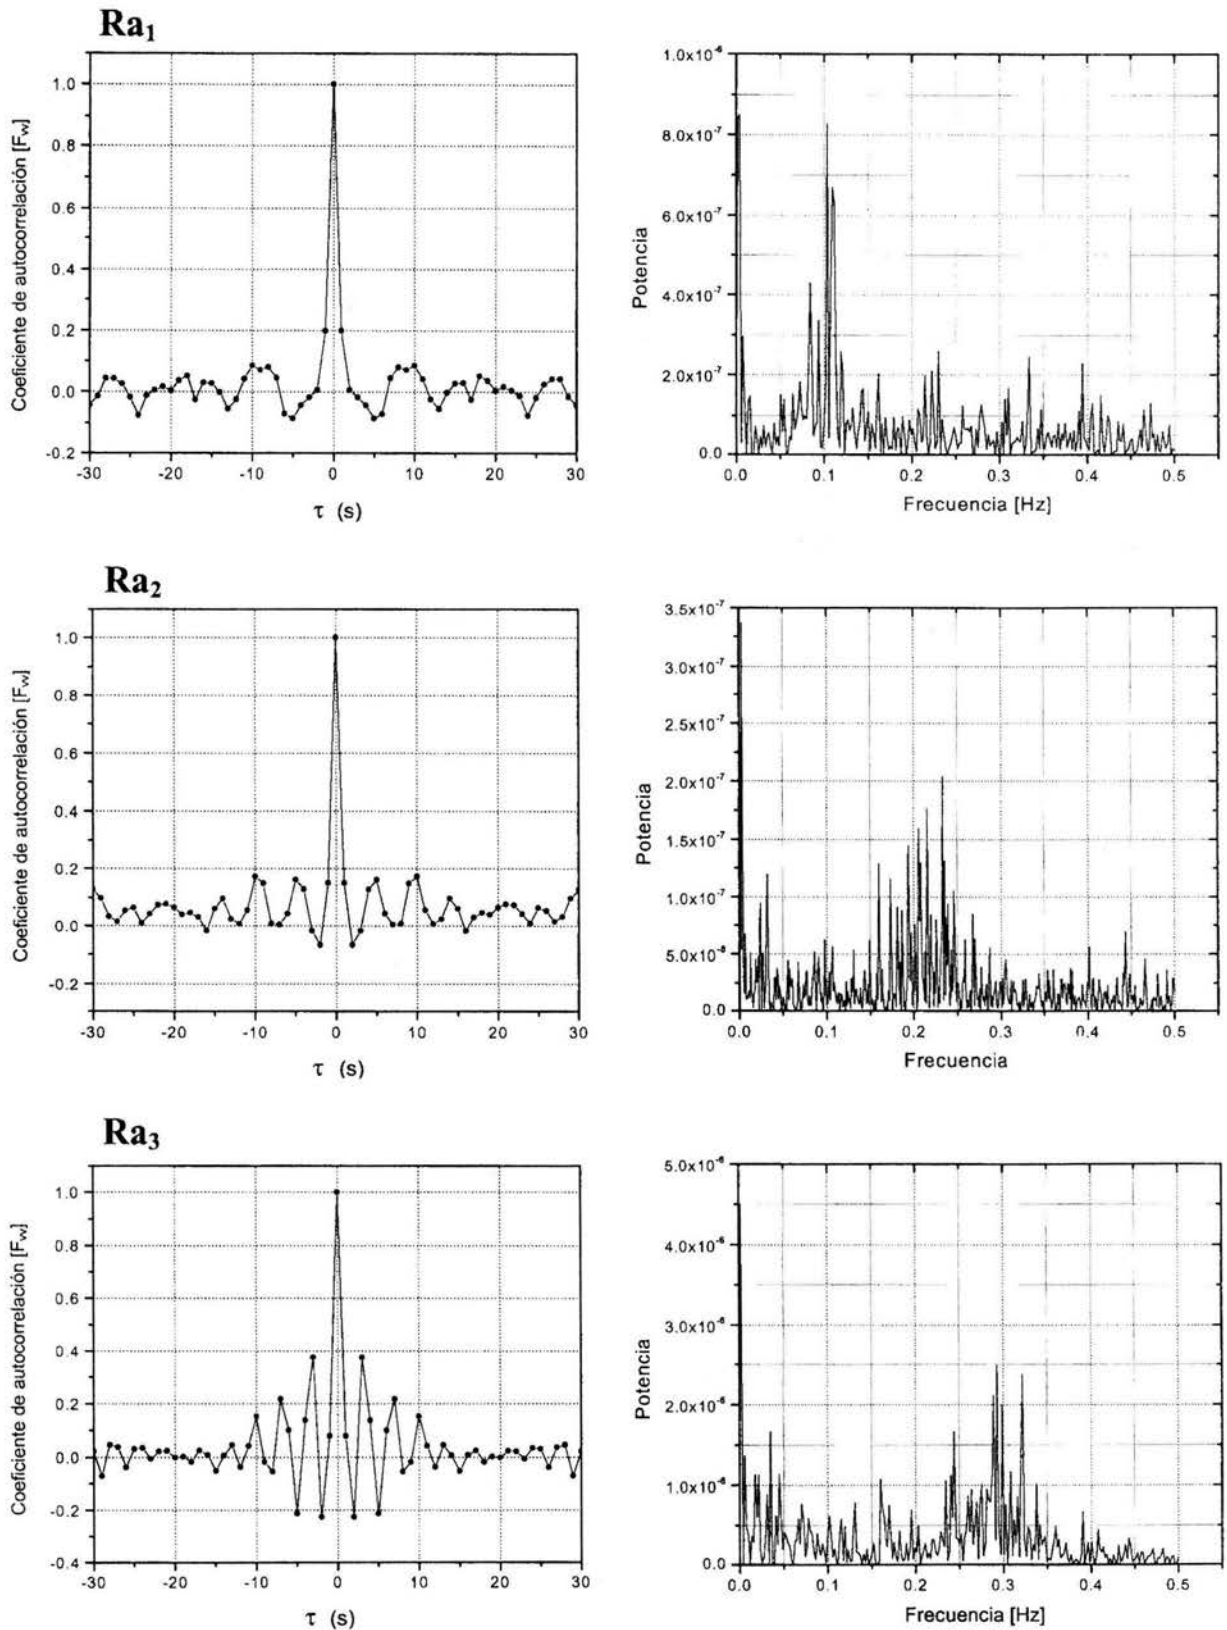 Ra₁
Coeficiente de autocorrelación [Fw]
1.0
0.8
0.6
0.4
0.2
0.0
-0.2
-30 -20 -10 0 10 20 30
τ (s)
Potencia
1.0x10⁻⁶
8.0x10⁻⁷
6.0x10⁻⁷
4.0x10⁻⁷
2.0x10⁻⁷
0.0
0.0 0.1 0.2 0.3 0.4 0.5
Frecuencia [Hz]
Ra₂
Coeficiente de autocorrelación [Fw]
1.0
0.8
0.6
0.4
0.2
0.0
-0.2
-30 -20 -10 0 10 20 30
τ (s)
Potencia
3.5x10⁻⁷
3.0x10⁻⁷
2.5x10⁻⁷
2.0x10⁻⁷
1.5x10⁻⁷
1.0x10⁻⁷
5.0x10⁻⁸
0.0
0.0 0.1 0.2 0.3 0.4 0.5
Frecuencia
Ra₃
Coeficiente de autocorrelación [Fw]
1.0
0.8
0.6
0.4
0.2
0.0
-0.2
-0.4
-30 -20 -10 0 10 20 30
τ (s)
Potencia
5.0x10⁻⁶
4.0x10⁻⁶
3.0x10⁻⁶
2.0x10⁻⁶
1.0x10⁻⁶
0.0
0.0 0.1 0.2 0.3 0.4 0.5
Frecuencia [Hz]